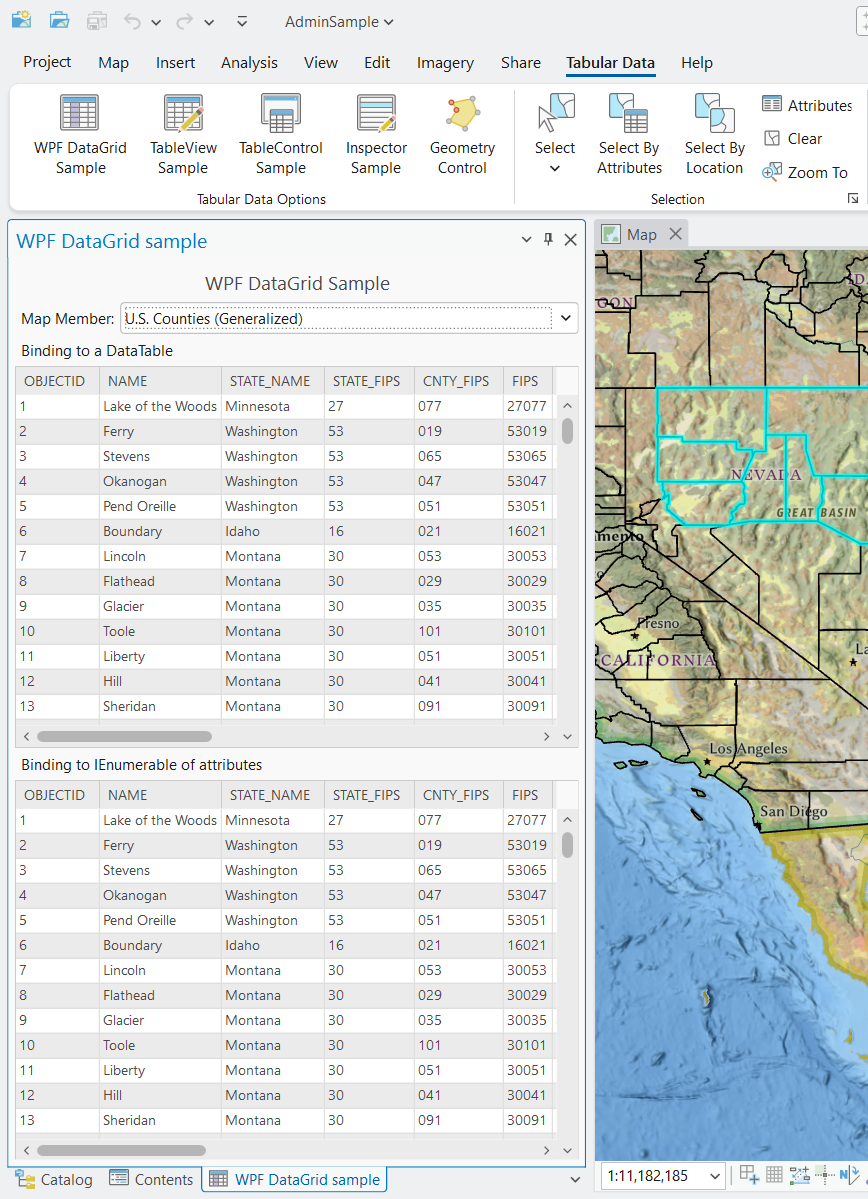 AdminSample
Project Map Insert Analysis View Edit Imagery Share Tabular Data Help
WPF DataGrid Sample
TableView Sample
TableControl Sample
Inspector Sample
Geometry Control
Tabular Data Options
Select
Select By Attributes
Select By Location
Attributes
Clear
Zoom To
Selection
WPF DataGrid sample
WPF DataGrid Sample
Map Member: U.S. Counties (Generalized)
Binding to a DataTable
OBJECTID NAME STATE_NAME STATE_FIPS CNTY_FIPS FIPS
1 Lake of the Woods Minnesota 27 077 27077
2 Ferry Washington 53 019 53019
3 Stevens Washington 53 065 53065
4 Okanogan Washington 53 047 53047
5 Pend Oreille Washington 53 051 53051
6 Boundary Idaho 16 021 16021
7 Lincoln Montana 30 053 30053
8 Flathead Montana 30 029 30029
9 Glacier Montana 30 035 30035
10 Toole Montana 30 101 30101
11 Liberty Montana 30 051 30051
12 Hill Montana 30 041 30041
13 Sheridan Montana 30 091 30091
Binding to IEnumerable of attributes
OBJECTID NAME STATE_NAME STATE_FIPS CNTY_FIPS FIPS
1 Lake of the Woods Minnesota 27 077 27077
2 Ferry Washington 53 019 53019
3 Stevens Washington 53 065 53065
4 Okanogan Washington 53 047 53047
5 Pend Oreille Washington 53 051 53051
6 Boundary Idaho 16 021 16021
7 Lincoln Montana 30 053 30053
8 Flathead Montana 30 029 30029
9 Glacier Montana 30 035 30035
10 Toole Montana 30 101 30101
11 Liberty Montana 30 051 30051
12 Hill Montana 30 041 30041
13 Sheridan Montana 30 091 30091
Catalog Contents WPF DataGrid sample
Map
GON
NEVADA
GREAT BASIN
mento
Fresno
CALIFORNIA
La
Los Angeles
San Diego
1:11,182,185
N